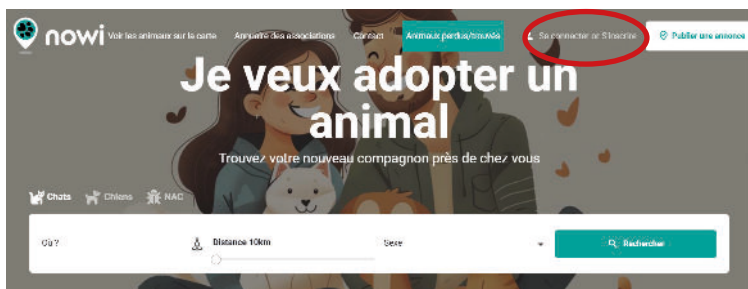 nowi
Voir les animaux sur la carte Annuaire des associations Contact Animaux perdus/trouvés Se connecter or S'inscrire Publier une annonce
Je veux adopter un
animal
Trouvez votre nouveau compagnon près de chez vous
Chats Chiens NAC
Où ? Distance 10km Sexe Rechercher